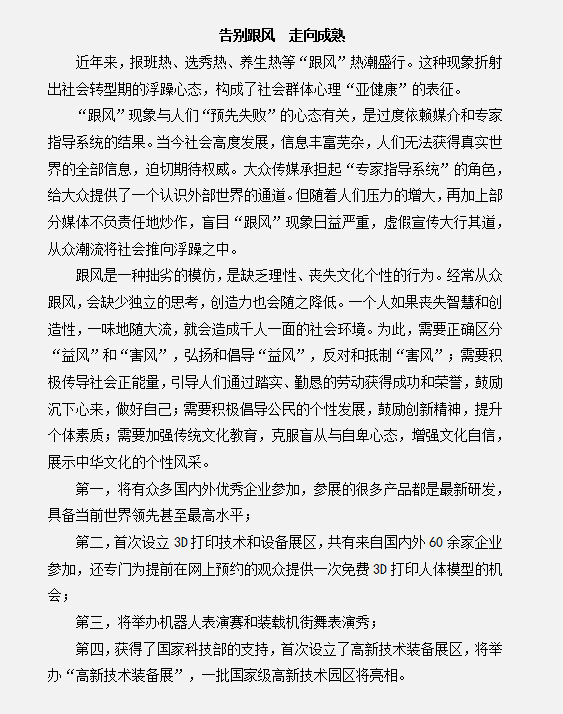 告别跟风　走向成熟
近年来，报班热、选秀热、养生热等“跟风”热潮盛行。这种现象折射
出社会转型期的浮躁心态，构成了社会群体心理“亚健康”的表征。
“跟风”现象与人们“预先失败”的心态有关，是过度依赖媒介和专家
指导系统的结果。当今社会高度发展，信息丰富芜杂，人们无法获得真实世
界的全部信息，迫切期待权威。大众传媒承担起“专家指导系统”的角色，
给大众提供了一个认识外部世界的通道。但随着人们压力的增大，再加上部
分媒体不负责任地炒作，盲目“跟风”现象日益严重，虚假宣传大行其道，
从众潮流将社会推向浮躁之中。
跟风是一种拙劣的模仿，是缺乏理性、丧失文化个性的行为。经常从众
跟风，会缺少独立的思考，创造力也会随之降低。一个人如果丧失智慧和创
造性，一味地随大流，就会造成千人一面的社会环境。为此，需要正确区分
“益风”和“害风”，弘扬和倡导“益风”，反对和抵制“害风”；需要积
极传导社会正能量，引导人们通过踏实、勤恳的劳动获得成功和荣誉，鼓励
沉下心来，做好自己；需要积极倡导公民的个性发展，鼓励创新精神，提升
个体素质；需要加强传统文化教育，克服盲从与自卑心态，增强文化自信，
展示中华文化的个性风采。
第一，将有众多国内外优秀企业参加，参展的很多产品都是最新研发，
具备当前世界领先甚至最高水平；
第二，首次设立 3D 打印技术和设备展区，共有来自国内外 60 余家企业
参加，还专门为提前在网上预约的观众提供一次免费 3D 打印人体模型的机
会；
第三，将举办机器人表演赛和装载机街舞表演秀；
第四，获得了国家科技部的支持，首次设立了高新技术装备展区，将举
办“高新技术装备展”，一批国家级高新技术园区将亮相。